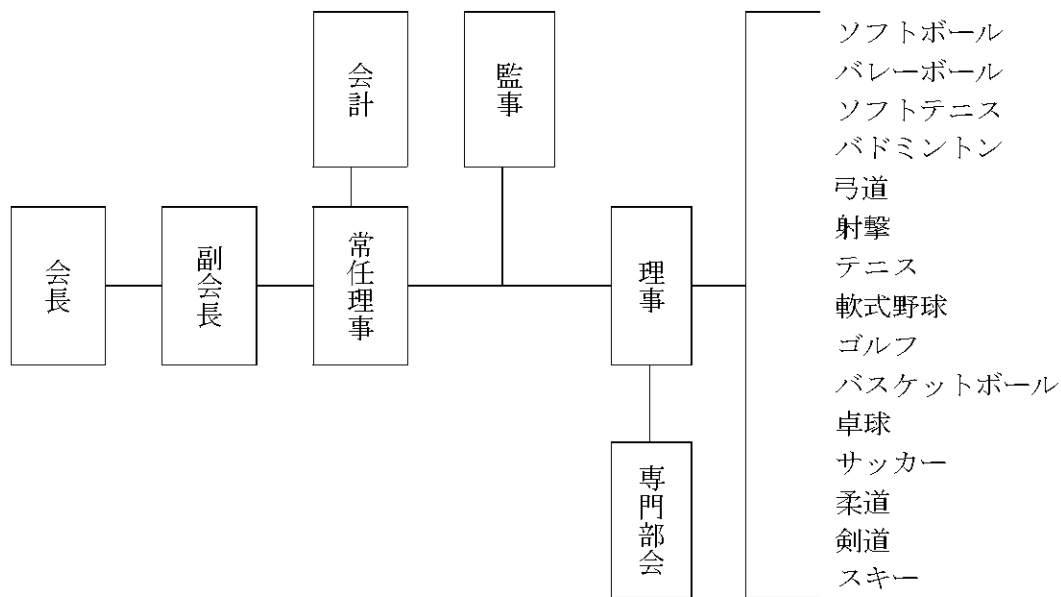 会計
監事
会長
副会長
常任理事
理事
専門部会
ソフトボール
バレーボール
ソフトテニス
バドミントン
弓道
射撃
テニス
軟式野球
ゴルフ
バスケットボール
卓球
サッカー
柔道
剣道
スキー